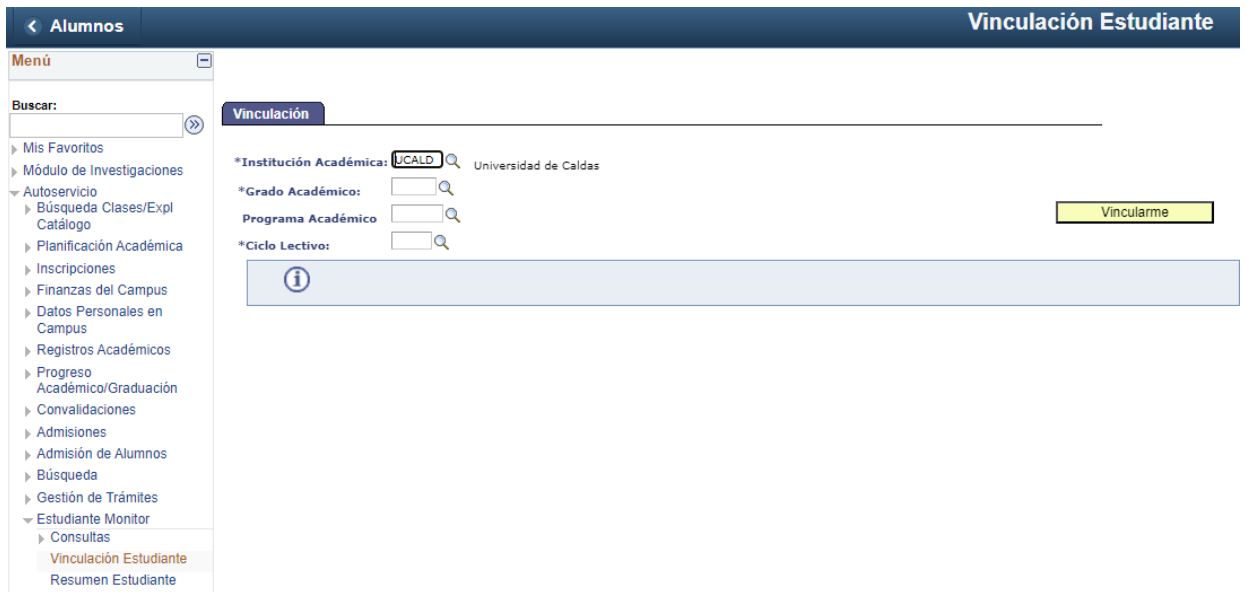 Alumnos
Vinculación Estudiante
Menú
Buscar:
Mis Favoritos
Módulo de Investigaciones
Autoservicio
Búsqueda Clases/Expl
Catálogo
Planificación Académica
Inscripciones
Finanzas del Campus
Datos Personales en
Campus
Registros Académicos
Progreso
Académico/Graduación
Convalidaciones
Admisiones
Admisión de Alumnos
Búsqueda
Gestión de Trámites
Estudiante Monitor
Consultas
Vinculación Estudiante
Resumen Estudiante
Vinculación
*Institución Académica: UCALD Universidad de Caldas
*Grado Académico:
Programa Académico
*Ciclo Lectivo:
Vincularme